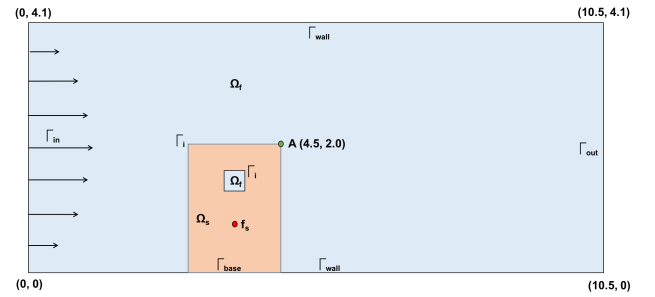 (0, 4.1)
(10.5, 4.1)
Γwall
Ωf
Γin
Γi
A (4.5, 2.0)
Γout
Γi
Ωf
Ωs
fs
Γbase
Γwall
(0, 0)
(10.5, 0)